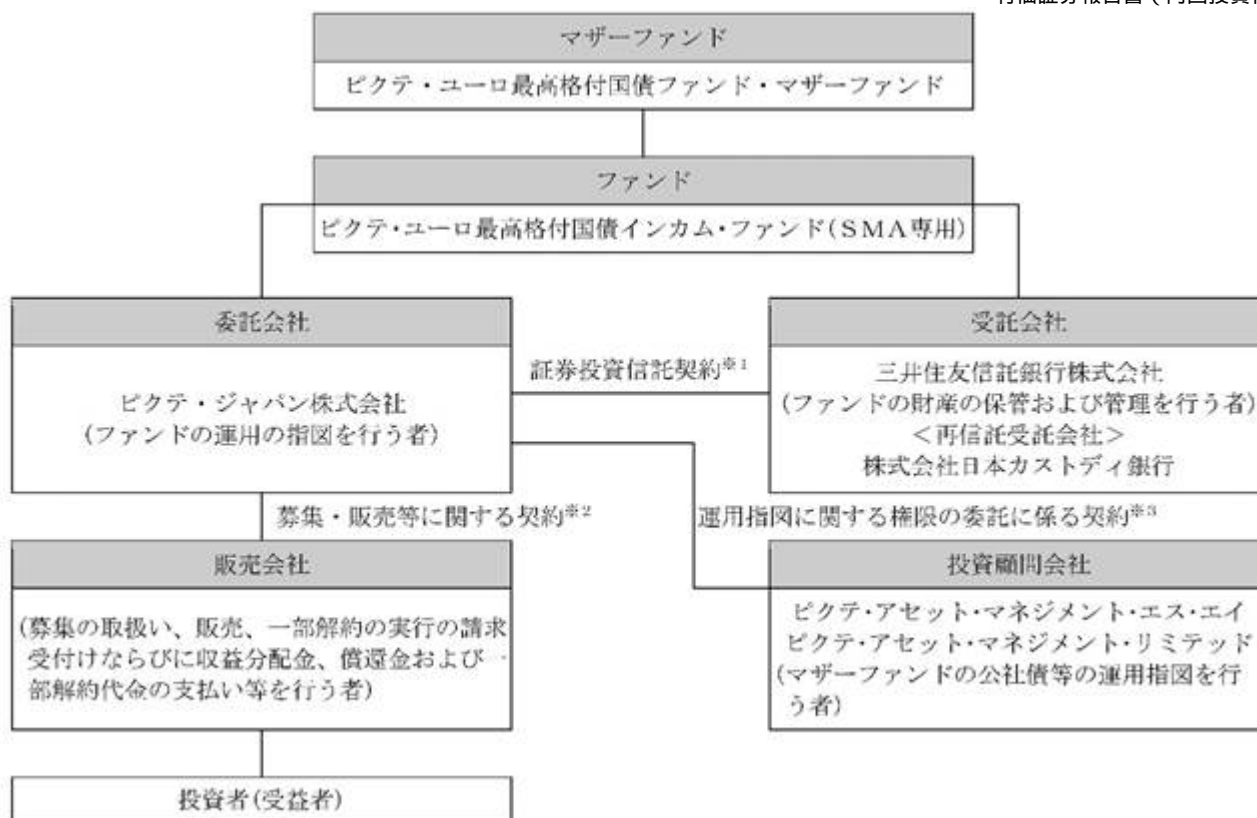 マザーファンド
ピクテ・ユーロ最高格付国債ファンド・マザーファンド
ファンド
ピクテ・ユーロ最高格付国債インカム・ファンド(SMA専用)
委託会社
ピクテ・ジャパン株式会社
(ファンドの運用の指図を行う者)
証券投資信託契約※1
受託会社
三井住友信託銀行株式会社
(ファンドの財産の保管および管理を行う者)
<再信託受託会社>
株式会社日本カストディ銀行
募集・販売等に関する契約※2
運用指図に関する権限の委託に係る契約※3
販売会社
(募集の取扱い、販売、一部解約の実行の請求
受付けならびに収益分配金、償還金および一
部解約代金の支払い等を行う者)
投資顧問会社
ピクテ・アセット・マネジメント・エス・エイ
ピクテ・アセット・マネジメント・リミテッド
(マザーファンドの公社債等の運用指図を行
う者)
投資者(受益者)